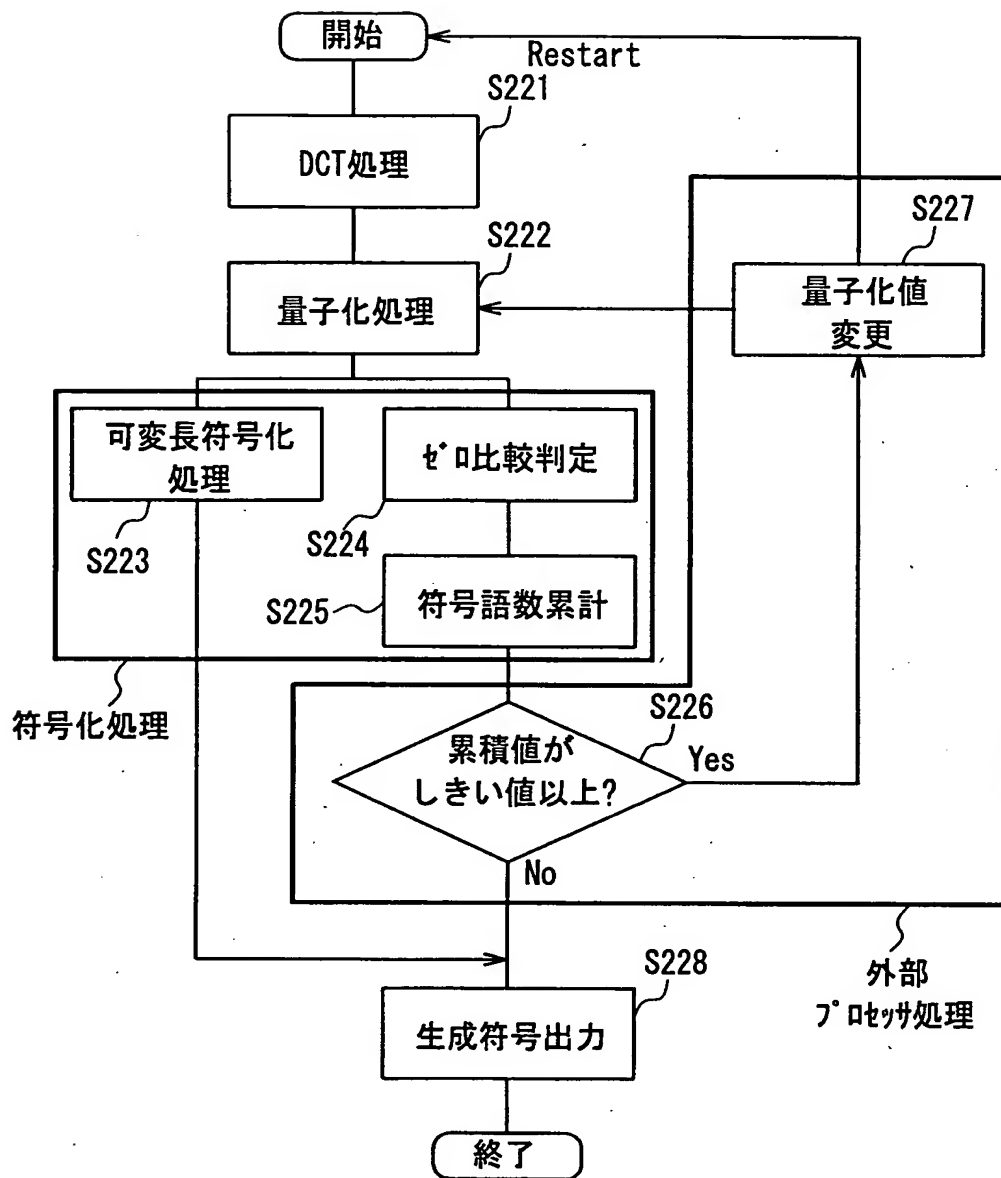 開始
Restart
S221
DCT処理
S222
量子化処理
S227
量子化値
変更
可変長符号化
処理
S223
ｾﾞﾛ比較判定
S224
S225
符号語数累計
符号化処理
S226
累積値が
しきい値以上?
Yes
No
外部
ﾌﾟﾛｾｯｻ処理
S228
生成符号出力
終了